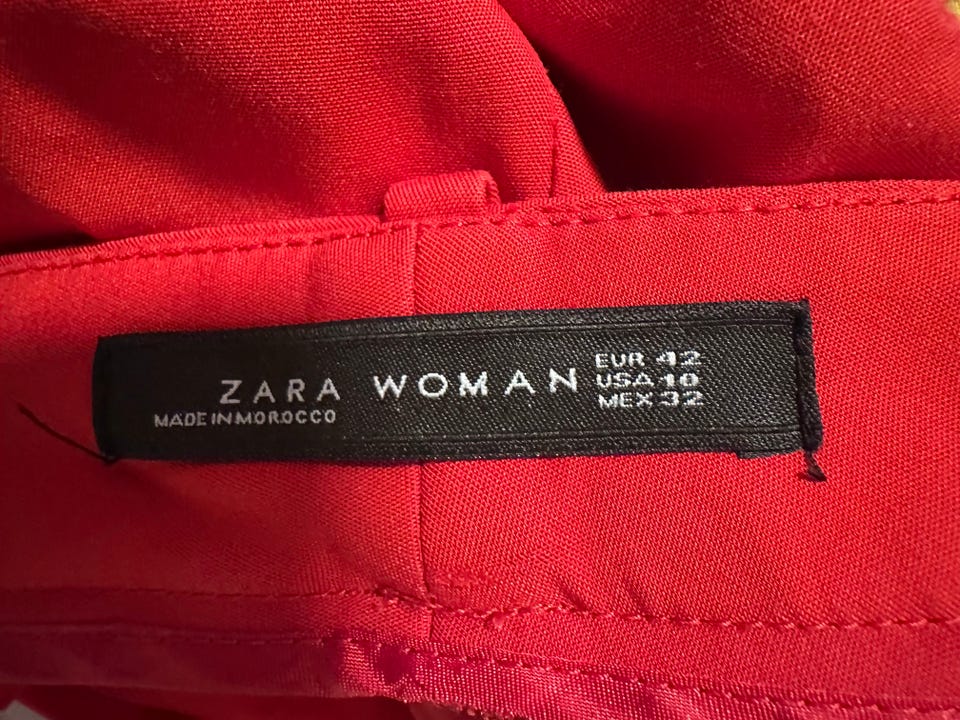 ZARA WOMAN
MADE IN MOROCCO
EUR 42
USA 10
MEX 32